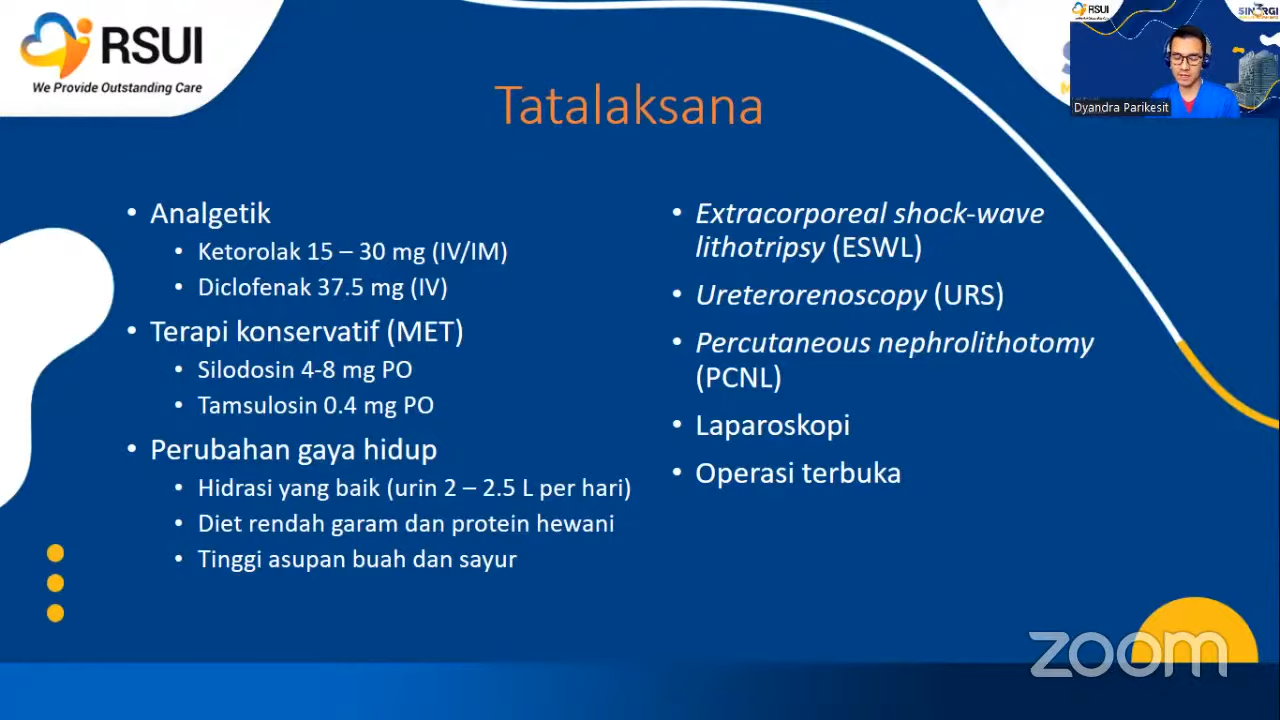 RSUI
We Provide Outstanding Care
Tatalaksana
• Analgetik
• Ketorolak 15 – 30 mg (IV/IM)
• Diclofenak 37.5 mg (IV)
• Terapi konservatif (MET)
• Silodosin 4-8 mg PO
• Tamsulosin 0.4 mg PO
• Perubahan gaya hidup
• Hidrasi yang baik (urin 2 – 2.5 L per hari)
• Diet rendah garam dan protein hewani
• Tinggi asupan buah dan sayur
• Extracorporeal shock-wave
lithotripsy (ESWL)
• Ureterorenoscopy (URS)
• Percutaneous nephrolithotomy
(PCNL)
• Laparoskopi
• Operasi terbuka
RSUI
Dyandra Parikesit
zoom